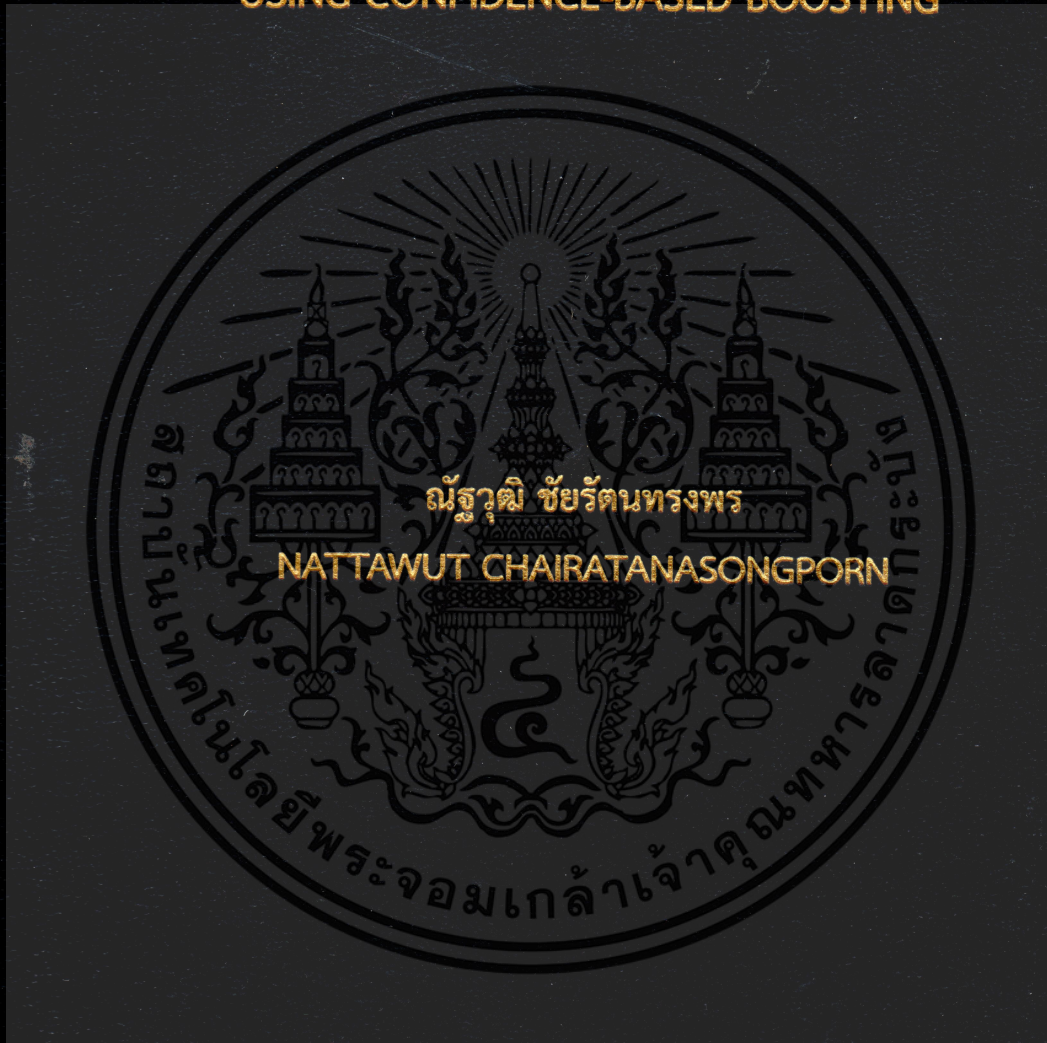 USING CONFIDENCE-BASED BOOSTING
ณัฐวุฒิ ชัยรัตนทรงพร
NATTAWUT CHAIRATANASONGPORN
สถาบันเทคโนโลยีพระจอมเกล้าเจ้าคุณทหารลาดกระบัง